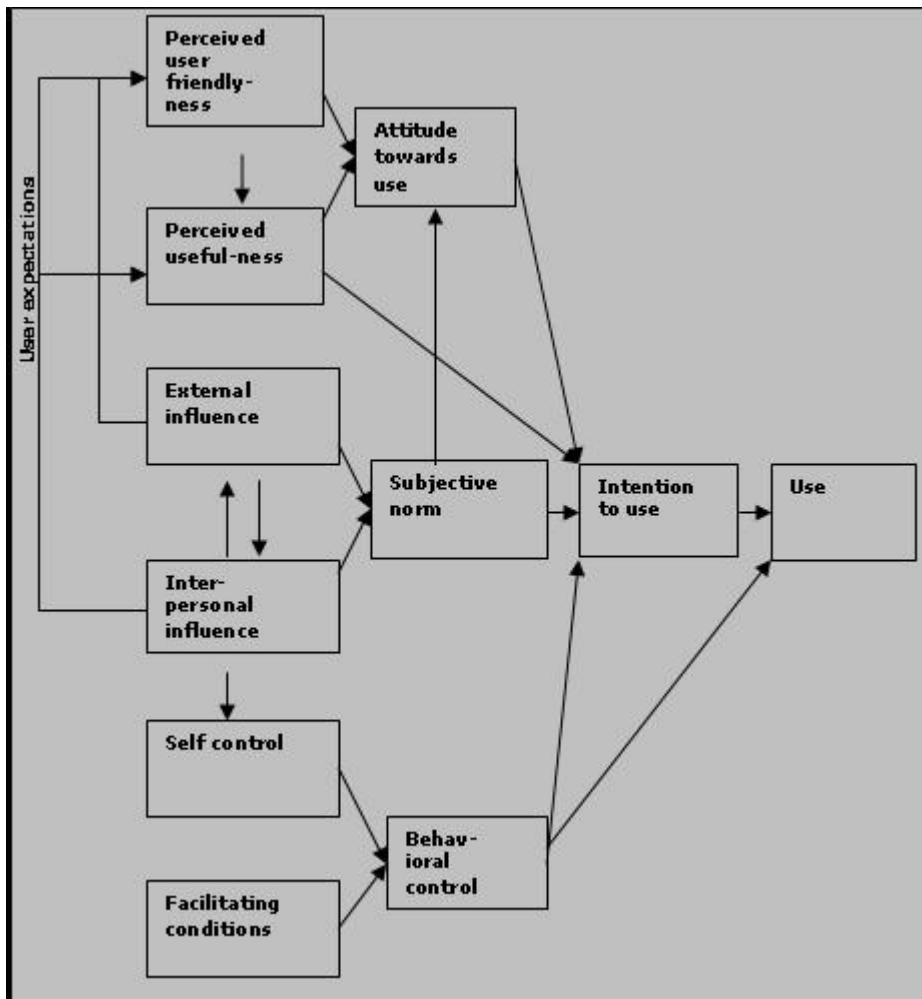 Perceived
user
friendly-
ness
Attitude
towards
use
User expectations
Perceived
useful-ness
External
influence
Subjective
norm
Intention
to use
Use
Inter-
personal
influence
Self control
Behav-
ioral
control
Facilitating
conditions